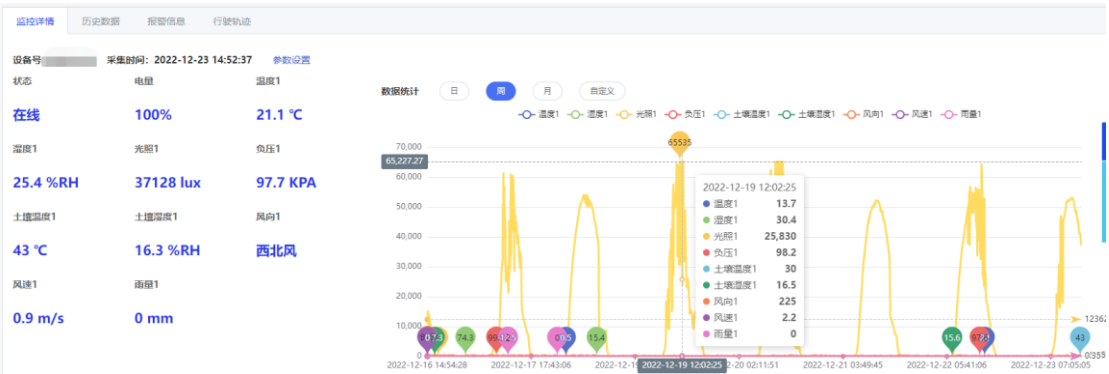 监控详情 历史数据 报警信息 行驶轨迹
设备号 采集时间：2022-12-23 14:52:37 参数设置
状态 电量 温度1
在线 100% 21.1 ℃
湿度1 光照1 负压1
25.4 %RH 37128 lux 97.7 KPA
土壤温度1 土壤湿度1 风向1
43 ℃ 16.3 %RH 西北风
风速1 雨量1
0.9 m/s 0 mm
数据统计 日 周 月 自定义
温度1 湿度1 光照1 负压1 土壤温度1 土壤湿度1 风向1 风速1 雨量1
65535
70,000
65,227.27
60,000
50,000
40,000
30,000
20,000
10,000
0
2022-12-19 12:02:25
温度1 13.7
湿度1 30.4
光照1 25,830
负压1 98.2
土壤温度1 30
土壤湿度1 16.5
风向1 225
风速1 2.2
雨量1 0
74.3 15.4 15.6 43
12362
0/355
2022-12-16 14:54:28 2022-12-17 17:43:06 2022-12-19 12:02:25 2-20 02:11:51 2022-12-21 03:49:45 2022-12-22 05:41:06 2022-12-23 07:05:05